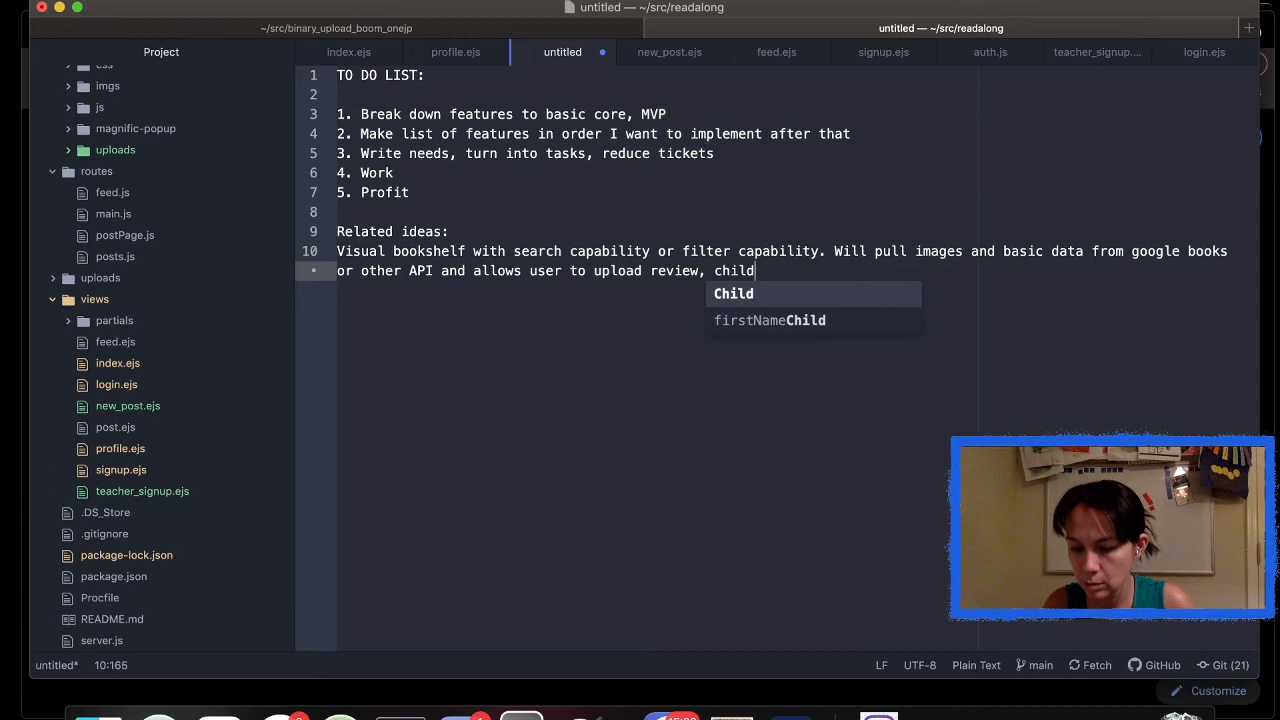 untitled — ~/src/readalong
~/src/binary_upload_boom_onejp
untitled — ~/src/readalong
Project
index.ejs
profile.ejs
untitled
new_post.ejs
feed.ejs
signup.ejs
auth.js
teacher_signup....
login.ejs
css
imgs
js
magnific-popup
uploads
routes
feed.js
main.js
postPage.js
posts.js
uploads
views
partials
feed.ejs
index.ejs
login.ejs
new_post.ejs
post.ejs
profile.ejs
signup.ejs
teacher_signup.ejs
.DS_Store
.gitignore
package-lock.json
package.json
Procfile
README.md
server.js
1 TO DO LIST:
2
3 1. Break down features to basic core, MVP
4 2. Make list of features in order I want to implement after that
5 3. Write needs, turn into tasks, reduce tickets
6 4. Work
7 5. Profit
8
9 Related ideas:
10 Visual bookshelf with search capability or filter capability. Will pull images and basic data from google books
• or other API and allows user to upload review, child
Child
firstNameChild
untitled* 10:165
LF UTF-8 Plain Text main Fetch GitHub Git (21)
Customize